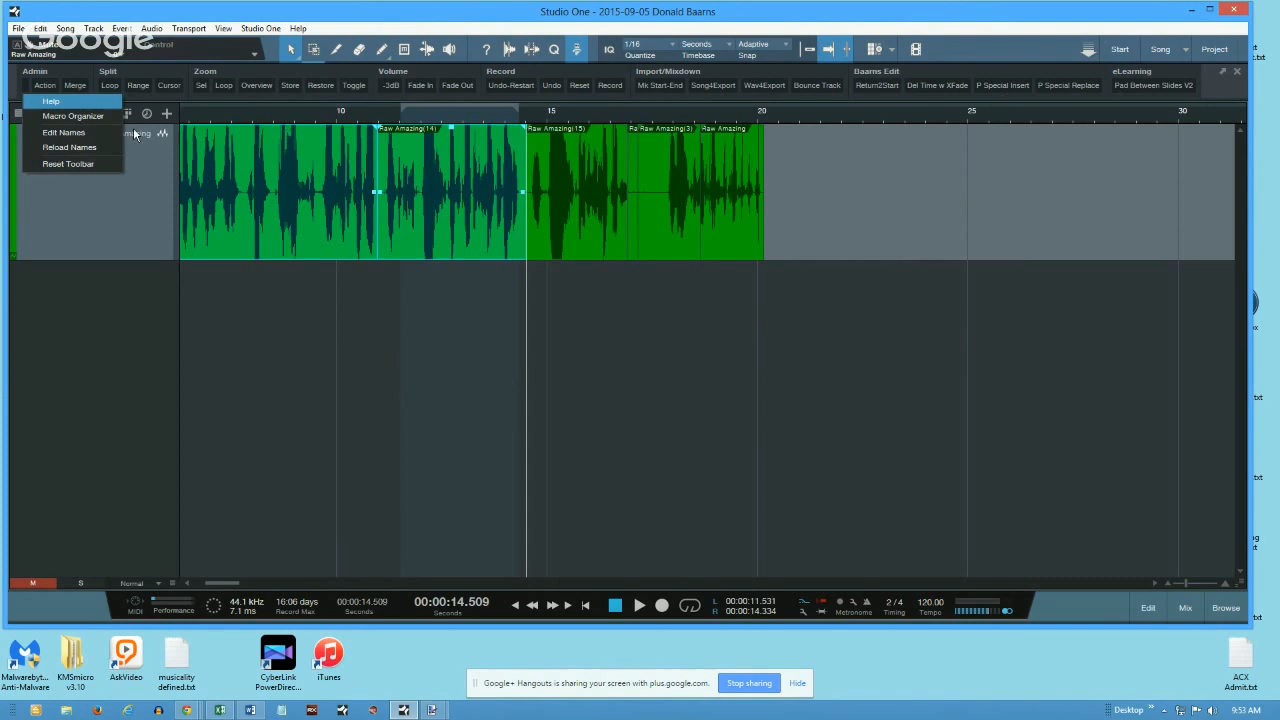 Studio One - 2015-09-05 Donald Baarns
File Edit Song Track Event Audio Transport View Studio One Help
Google
Control
Raw Amazing
1/16
Quantize
Seconds
Timebase
Adaptive
Snap
IQ
Start Song Project
Admin Split Zoom Volume Record Import/Mixdown Baarns Edit eLearning
Action Merge Loop Range Cursor Sel Loop Overview Store Restore Toggle -3dB Fade In Fade Out Undo-Restart Undo Reset Record Mk Start-End Song4Export Wav4Export Bounce Track Return2Start Del Time w XFade P Special Insert P Special Replace Pad Between Slides V2
Help
Macro Organizer
Edit Names
Reload Names
Reset Toolbar
10 15 20 25 30
Raw Amazing(14) Raw Amazing(15) Ra Raw Amazing(3) Raw Amazing
M S Normal
MIDI
Performance
44.1 kHz
7.1 ms
16:06 days
Record Max
00:00:14.509
Seconds
00:00:14.509
Seconds
L 00:00:11.531
R 00:00:14.334
Metronome
2 / 4
Timing
120.00
Tempo
Edit Mix Browse
Malwarebyt...
Anti-Malware
KMSmicro
v3.10
AskVideo
musicality
defined.txt
CyberLink
PowerDirec...
iTunes
ACX
Admit.txt
Google+ Hangouts is sharing your screen with plus.google.com. Stop sharing Hide
Desktop
9:53 AM